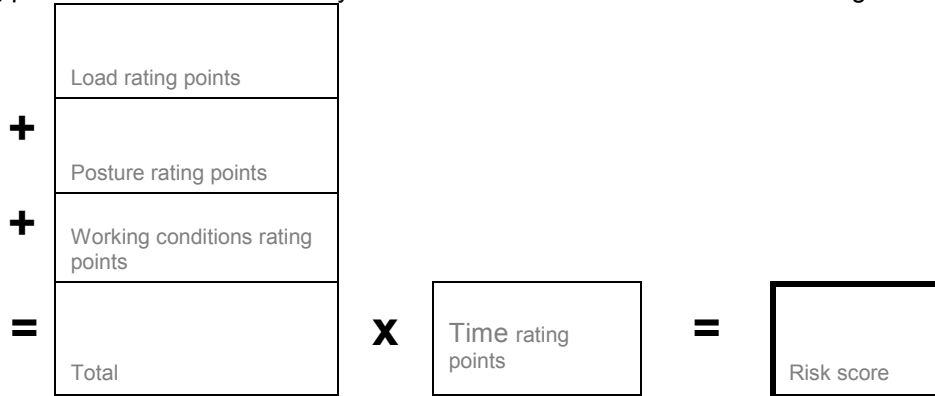 Load rating points
+
Posture rating points
+
Working conditions rating
points
=
Total
x
Time rating
points
=
Risk score